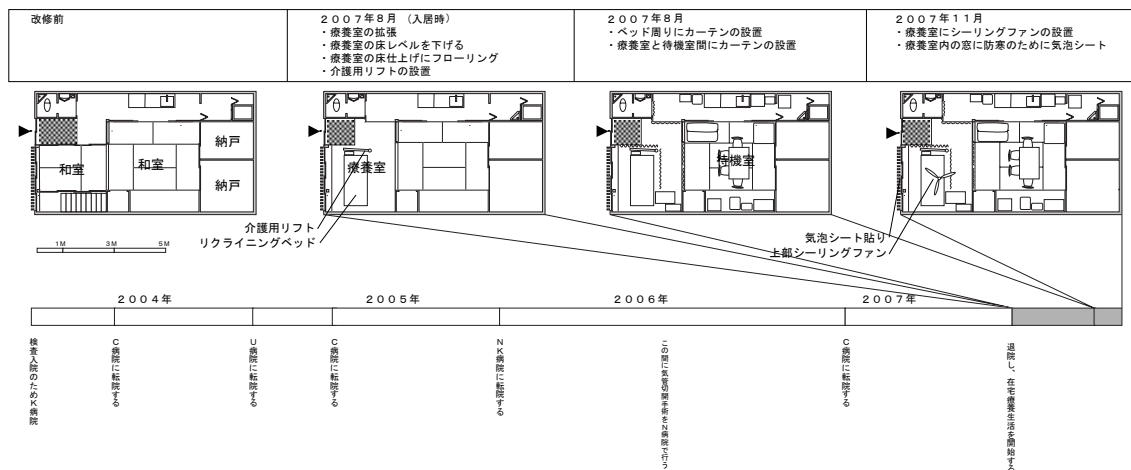 改修前
２００７年８月 （入居時）
・療養室の拡張
・療養室の床レベルを下げる
・療養室の床仕上げにフローリング
・介護用リフトの設置
２００７年８月
・ベッド周りにカーテンの設置
・療養室と待機室間にカーテンの設置
２００７年１１月
・療養室にシーリングファンの設置
・療養室内の窓に防寒のために気泡シート
和室
和室
納戸
納戸
療養室
待機室
介護用リフト
リクライニングベッド
気泡シート貼り
上部シーリングファン
１Ｍ ３Ｍ ５Ｍ
２００４年 ２００５年 ２００６年 ２００７年
検査入院のためＫ病院
Ｃ病院に転院する
Ｕ病院に転院する
Ｃ病院に転院する
ＮＫ病院に転院する
この間に気管切開手術をＮ病院で行う
Ｃ病院に転院する
退院し、在宅療養生活を開始する